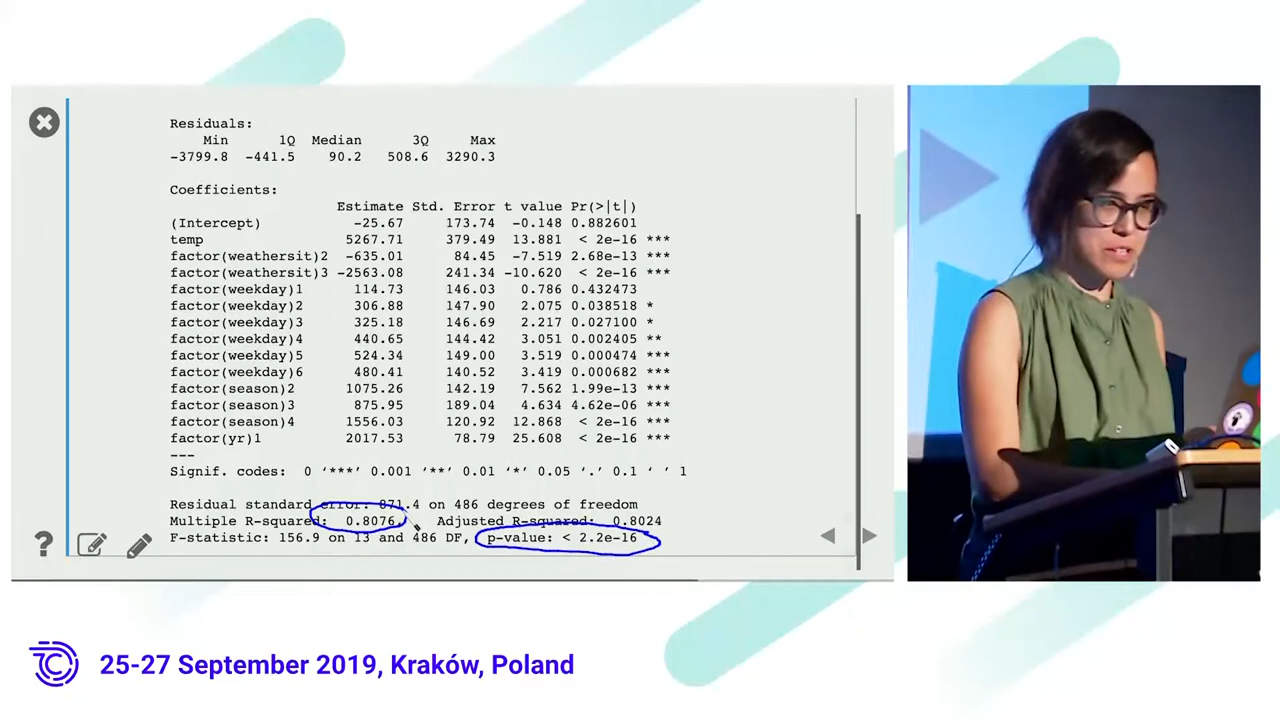 Residuals:
Min 1Q Median 3Q Max
-3799.8 -441.5 90.2 508.6 3290.3
Coefficients:
Estimate Std. Error t value Pr(>|t|)
(Intercept) -25.67 173.74 -0.148 0.882601
temp 5267.71 379.49 13.881 < 2e-16 ***
factor(weathersit)2 -635.01 84.45 -7.519 2.68e-13 ***
factor(weathersit)3 -2563.08 241.34 -10.620 < 2e-16 ***
factor(weekday)1 114.73 146.03 0.786 0.432473
factor(weekday)2 306.88 147.90 2.075 0.038518 *
factor(weekday)3 325.18 146.69 2.217 0.027100 *
factor(weekday)4 440.65 144.42 3.051 0.002405 **
factor(weekday)5 524.34 149.00 3.519 0.000474 ***
factor(weekday)6 480.41 140.52 3.419 0.000682 ***
factor(season)2 1075.26 142.19 7.562 1.99e-13 ***
factor(season)3 875.95 189.04 4.634 4.62e-06 ***
factor(season)4 1556.03 120.92 12.868 < 2e-16 ***
factor(yr)1 2017.53 78.79 25.608 < 2e-16 ***
---
Signif. codes: 0 ‘***’ 0.001 ‘**’ 0.01 ‘*’ 0.05 ‘.’ 0.1 ‘ ’ 1
Residual standard error: 871.4 on 486 degrees of freedom
Multiple R-squared: 0.8076, Adjusted R-squared: 0.8024
F-statistic: 156.9 on 13 and 486 DF, p-value: < 2.2e-16
25-27 September 2019, Kraków, Poland